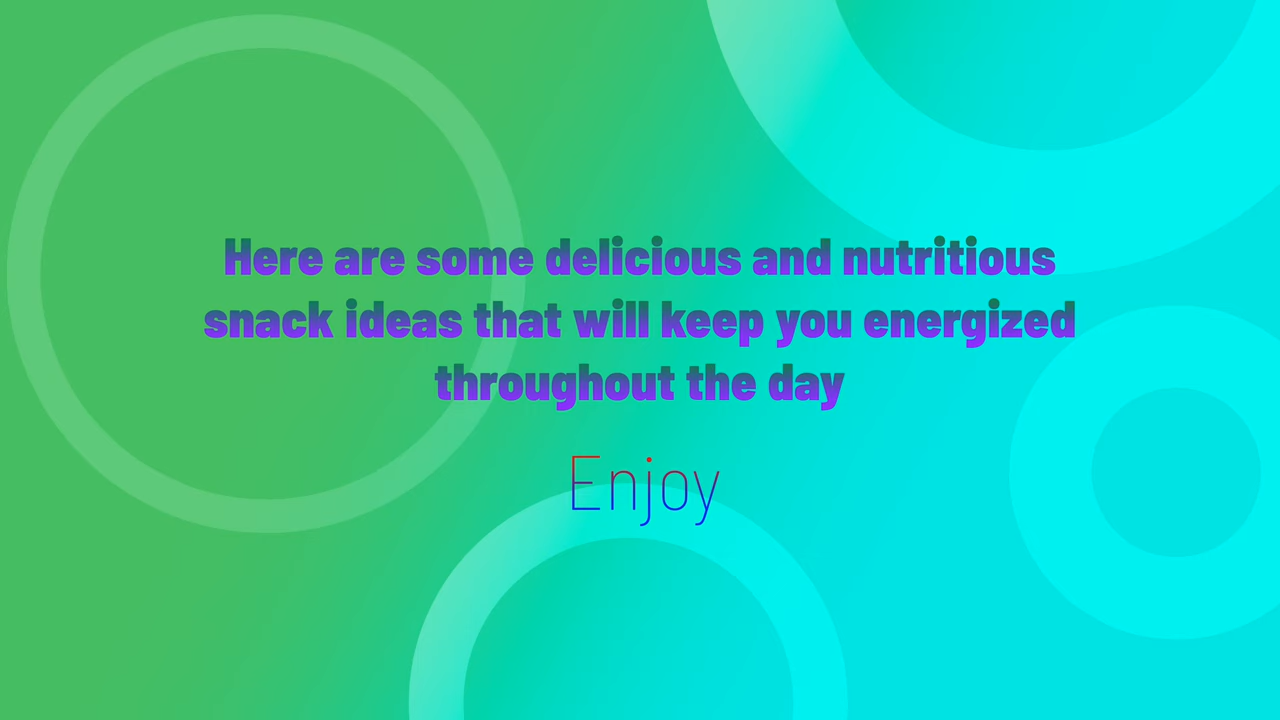 Here are some delicious and nutritious
snack ideas that will keep you energized
throughout the day
Enjoy